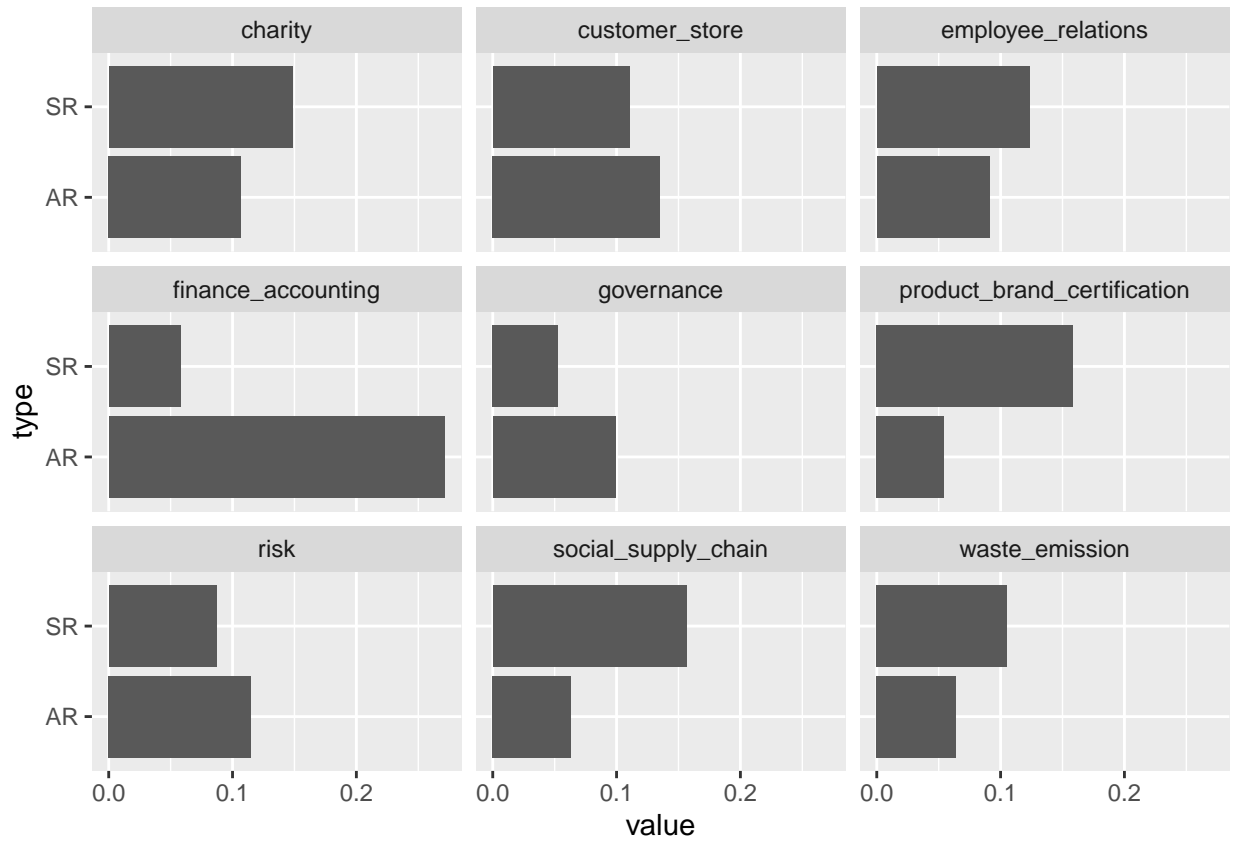 charity customer_store employee_relations
SR
AR
finance_accounting governance product_brand_certification
SR
AR
risk social_supply_chain waste_emission
SR
AR
0.0 0.1 0.2 0.0 0.1 0.2 0.0 0.1 0.2
value
type